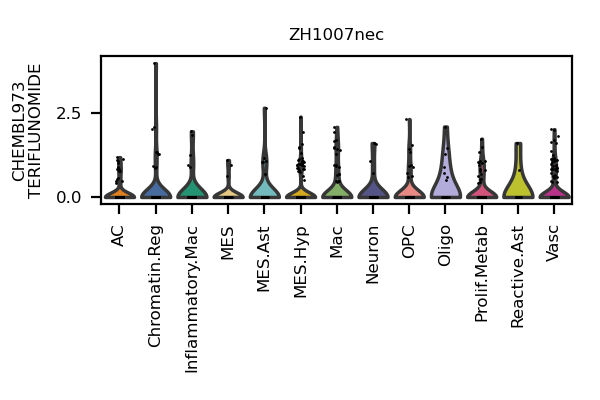 ZH1007nec
CHEMBL973
TERIFLUNOMIDE
2.5
0.0
AC
Chromatin.Reg
Inflammatory.Mac
MES
MES.Ast
MES.Hyp
Mac
Neuron
OPC
Oligo
Prolif.Metab
Reactive.Ast
Vasc